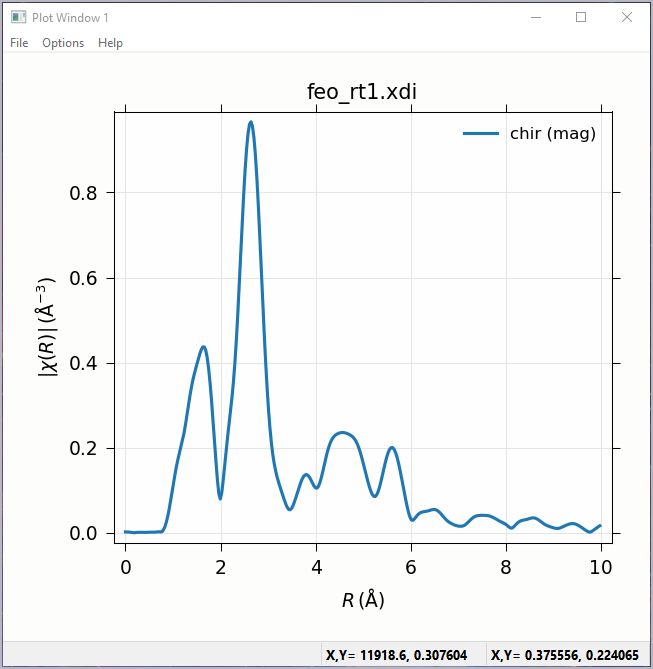 Plot Window 1
File Options Help
feo_rt1.xdi
chir (mag)
0.8
0.6
0.4
0.2
0.0
|χ(R)| (Å⁻³)
0 2 4 6 8 10
R (Å)
X,Y= 11918.6, 0.307604 X,Y= 0.375556, 0.224065